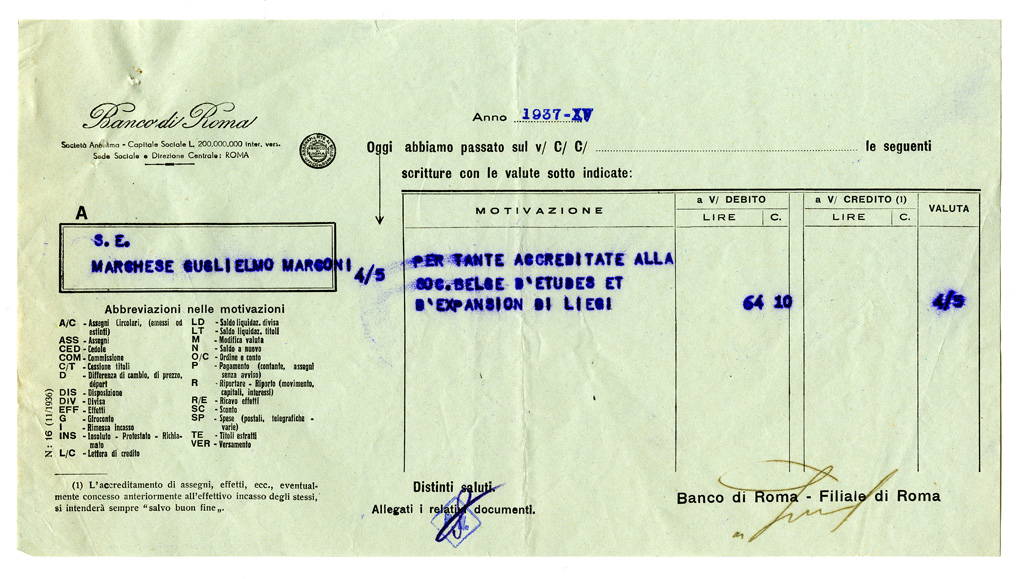 Banco di Roma
Società Anonima - Capitale Sociale L. 200.000.000 inter. vers.
Sede Sociale e Direzione Centrale: ROMA
Anno 1937-XV
Oggi abbiamo passato sul v/ C/ C/ le seguenti
scritture con le valute sotto indicate:
A
S. E.
MARCHESE GUGLIELMO MARCONI
MOTIVAZIONE
a V/ DEBITO
LIRE C.
a V/ CREDITO (1)
LIRE C.
VALUTA
4/5 PER TANTE ACCREDITATE ALLA
SOC.BELGE D'ETUDES ET
D'EXPANSION DI LIEGI 64 10 4/5
Abbreviazioni nelle motivazioni
A/C - Assegni Circolari, (emessi od
estinti)
ASS - Assegni
CED - Cedole
COM - Commissione
C/T - Cessione titoli
D - Differenza di cambio, di prezzo,
déport
DIS - Disposizione
DIV - Divisa
EFF - Effetti
G - Giroconto
I - Rimessa incasso
INS - Insoluto - Protestato - Richia-
mato
L/C - Lettera di credito
LD - Saldo liquidaz. divisa
LT - Saldo liquidaz. titoli
M - Modifica valuta
N - Saldo a nuovo
O/C - Ordine e conto
P - Pagamento (contante, assegni
senza avviso)
R - Riportare - Riporto (movimento,
capitali, interessi)
R/E - Ricavo effetti
SC - Sconto
SP - Spese (postali, telegrafiche -
varie)
TE - Titoli estratti
VER - Versamento
N: 16 (11/1936)
(1) L'accreditamento di assegni, effetti, ecc., eventual-
mente concesso anteriormente all'effettivo incasso degli stessi,
si intenderà sempre "salvo buon fine„.
Distinti saluti.
Allegati i relativi documenti.
Banco di Roma - Filiale di Roma